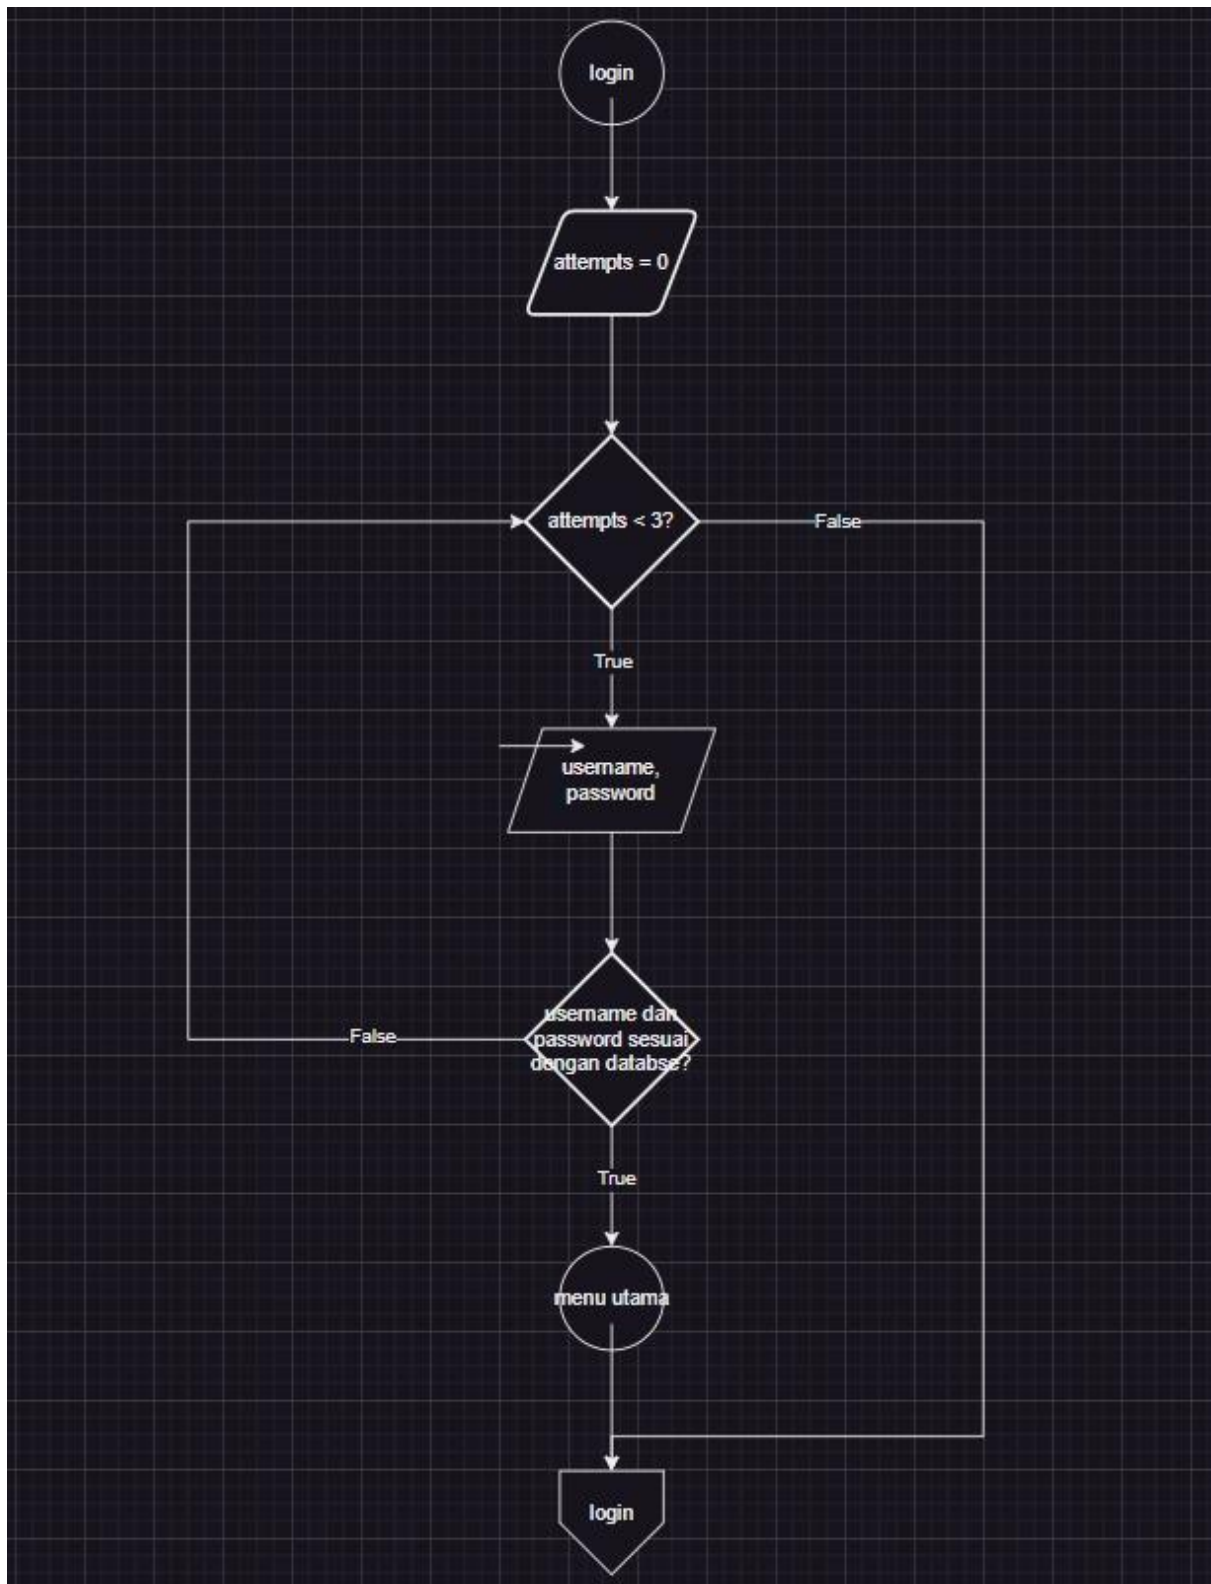 login
attempts = 0
attempts < 3?
False
True
username,
password
username dan
password sesuai
dengan databse?
False
True
menu utama
login